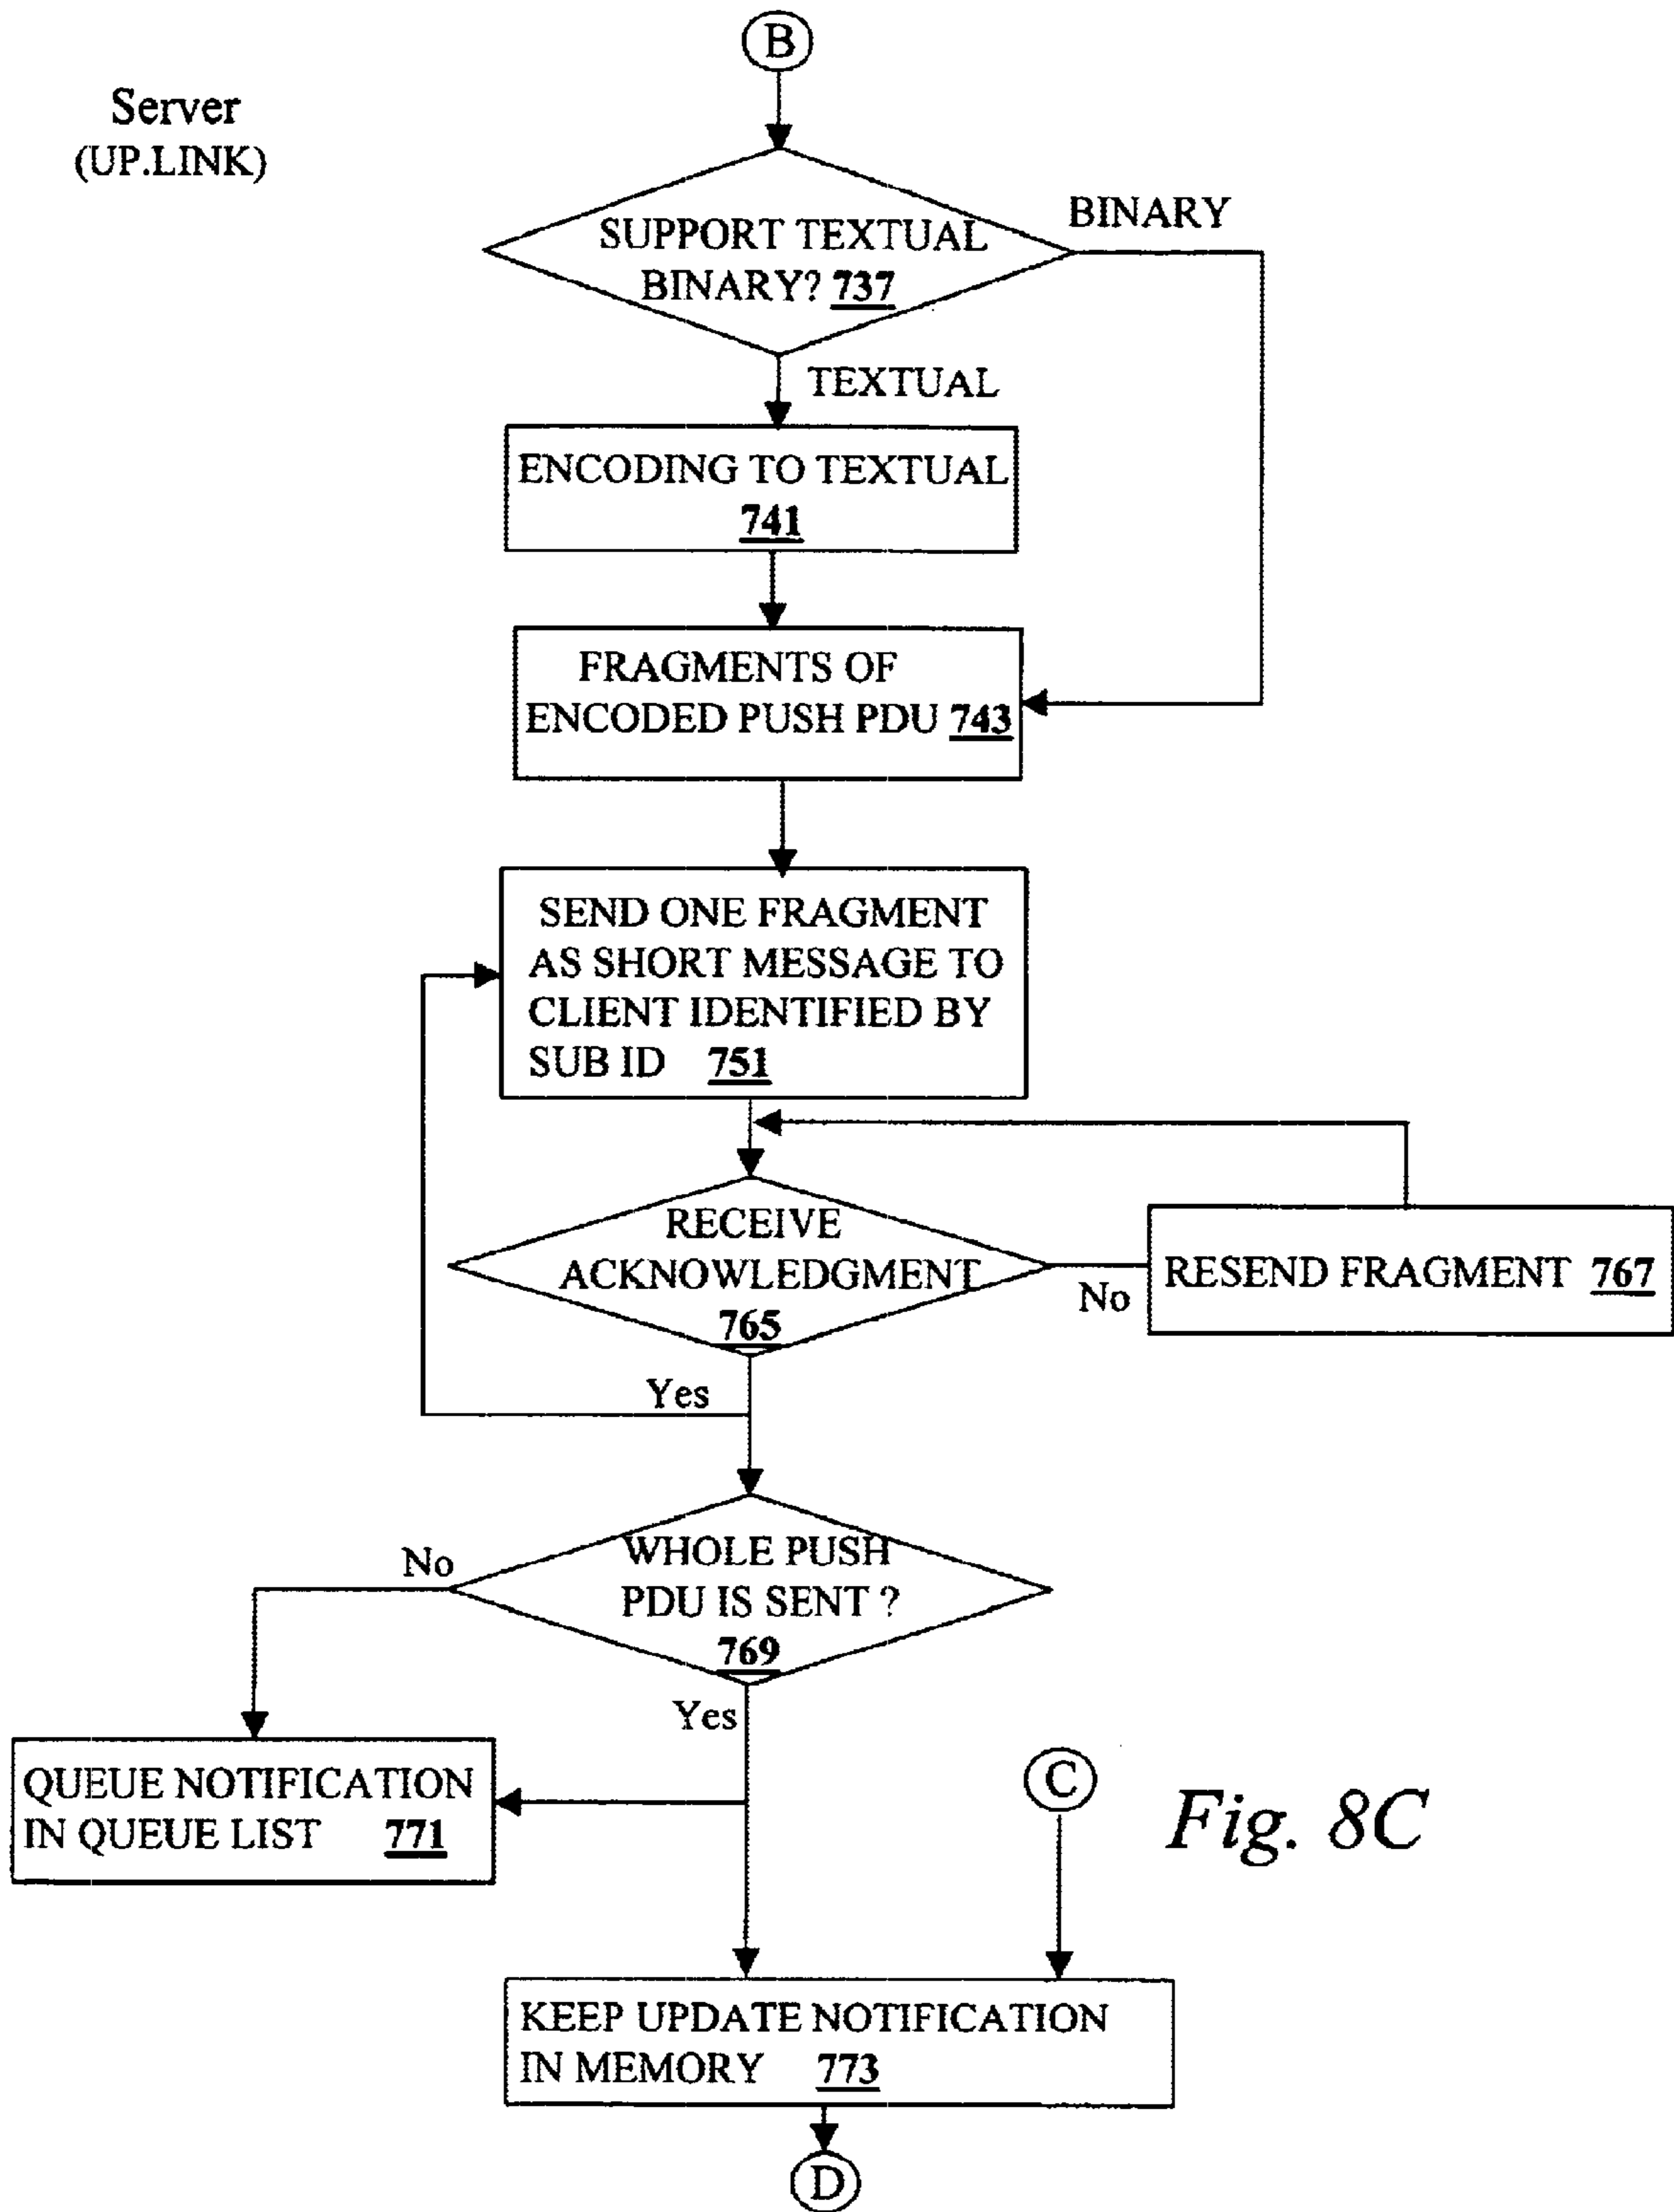 B
Server
(UP.LINK)
SUPPORT TEXTUAL
BINARY? 737
BINARY
TEXTUAL
ENCODING TO TEXTUAL
741
FRAGMENTS OF
ENCODED PUSH PDU 743
SEND ONE FRAGMENT
AS SHORT MESSAGE TO
CLIENT IDENTIFIED BY
SUB ID 751
RECEIVE
ACKNOWLEDGMENT
765
No
RESEND FRAGMENT 767
Yes
WHOLE PUSH
PDU IS SENT ?
769
No
Yes
QUEUE NOTIFICATION
IN QUEUE LIST 771
C
Fig. 8C
KEEP UPDATE NOTIFICATION
IN MEMORY 773
D